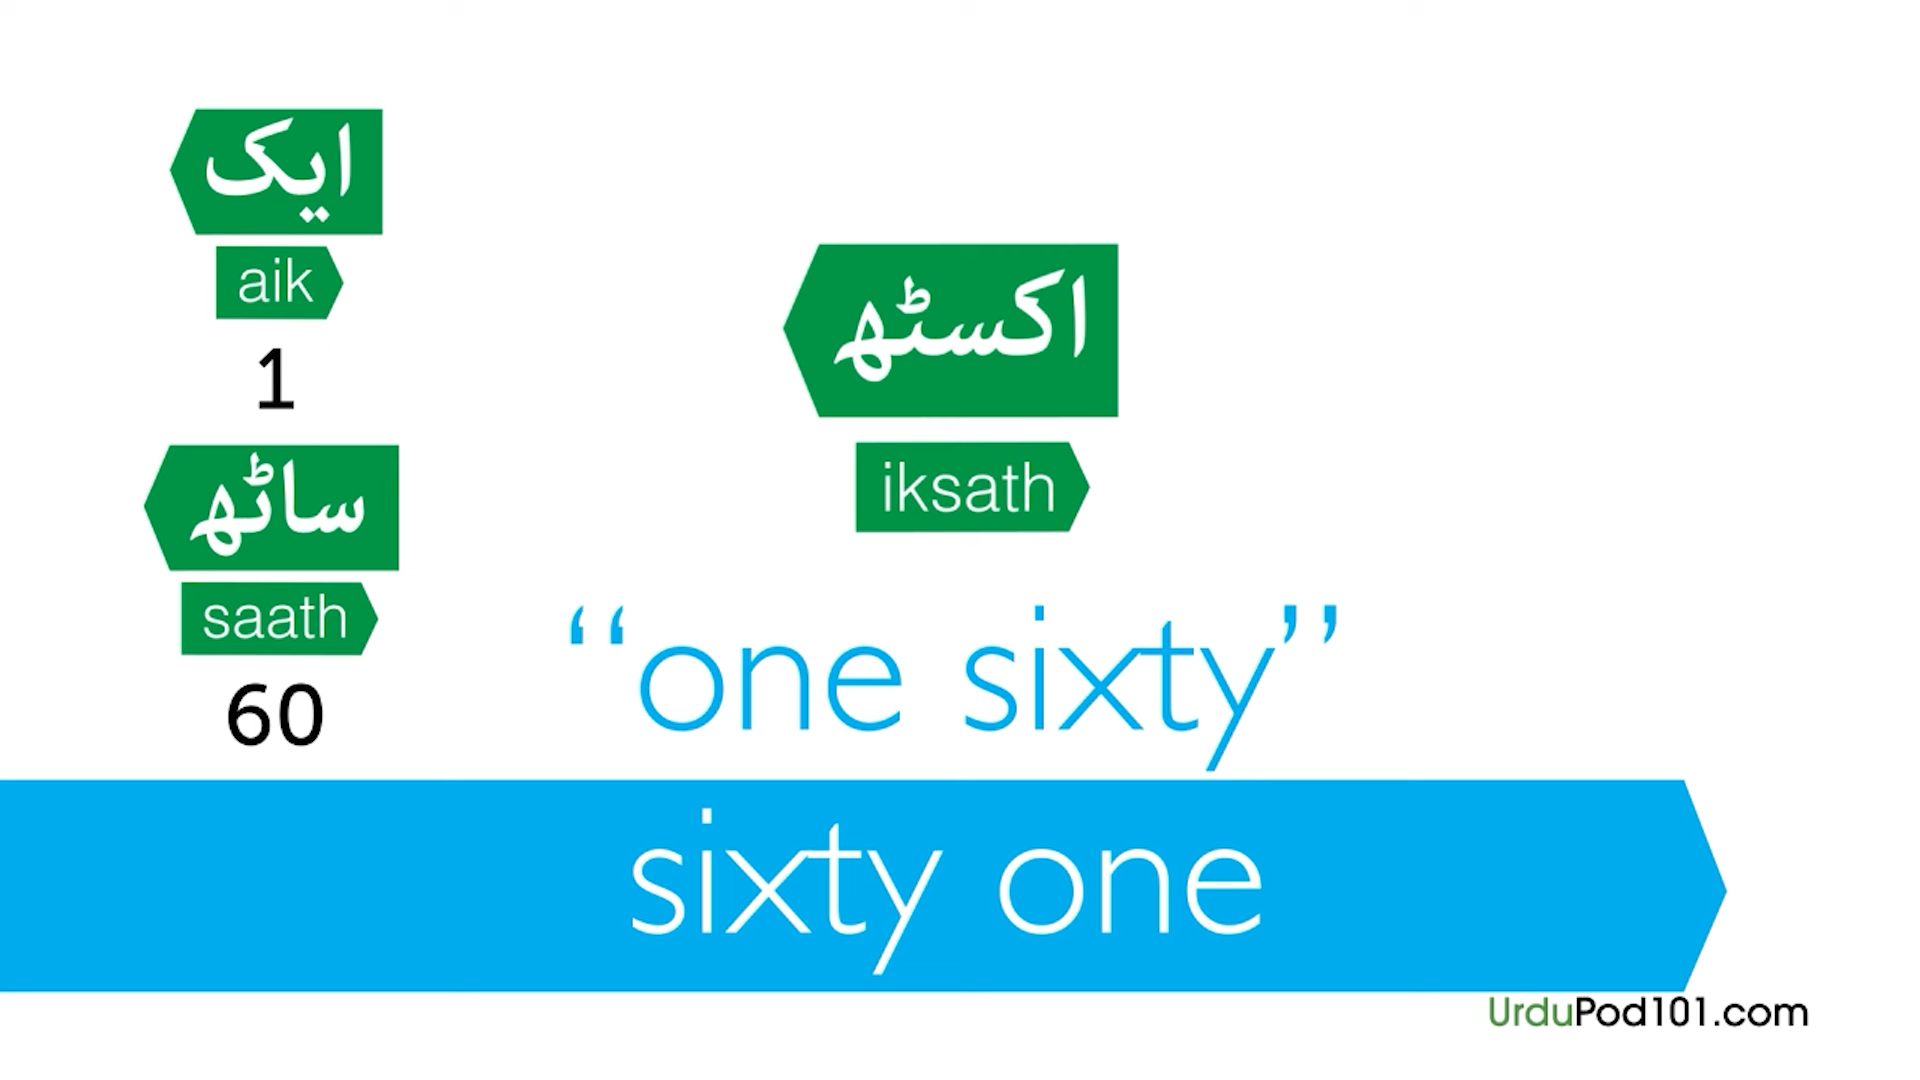 ایک
aik
1
ساٹھ
saath
60
اکسٹھ
iksath
“one sixty”
sixty one
UrduPod101.com